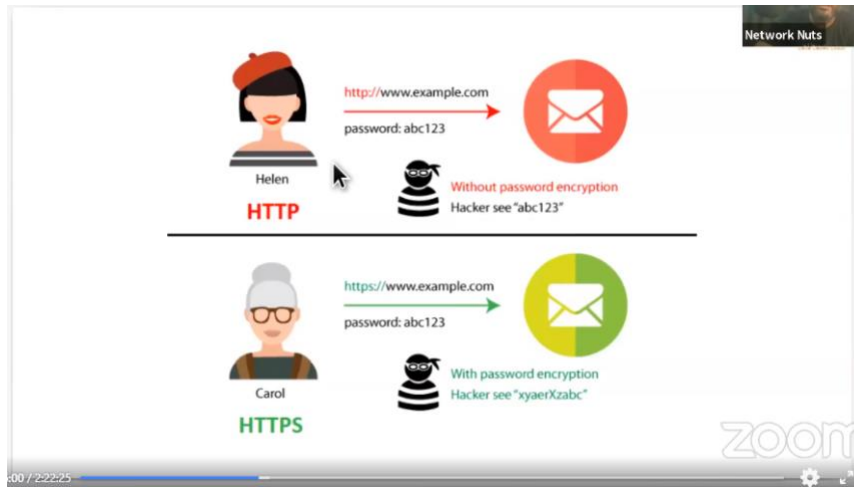 Network Nuts
http://www.example.com
password: abc123
Helen
HTTP
Without password encryption
Hacker see “abc123”
https://www.example.com
password: abc123
Carol
HTTPS
With password encryption
Hacker see “xyaerXzabc”
zoom
:00 / 2:22:25